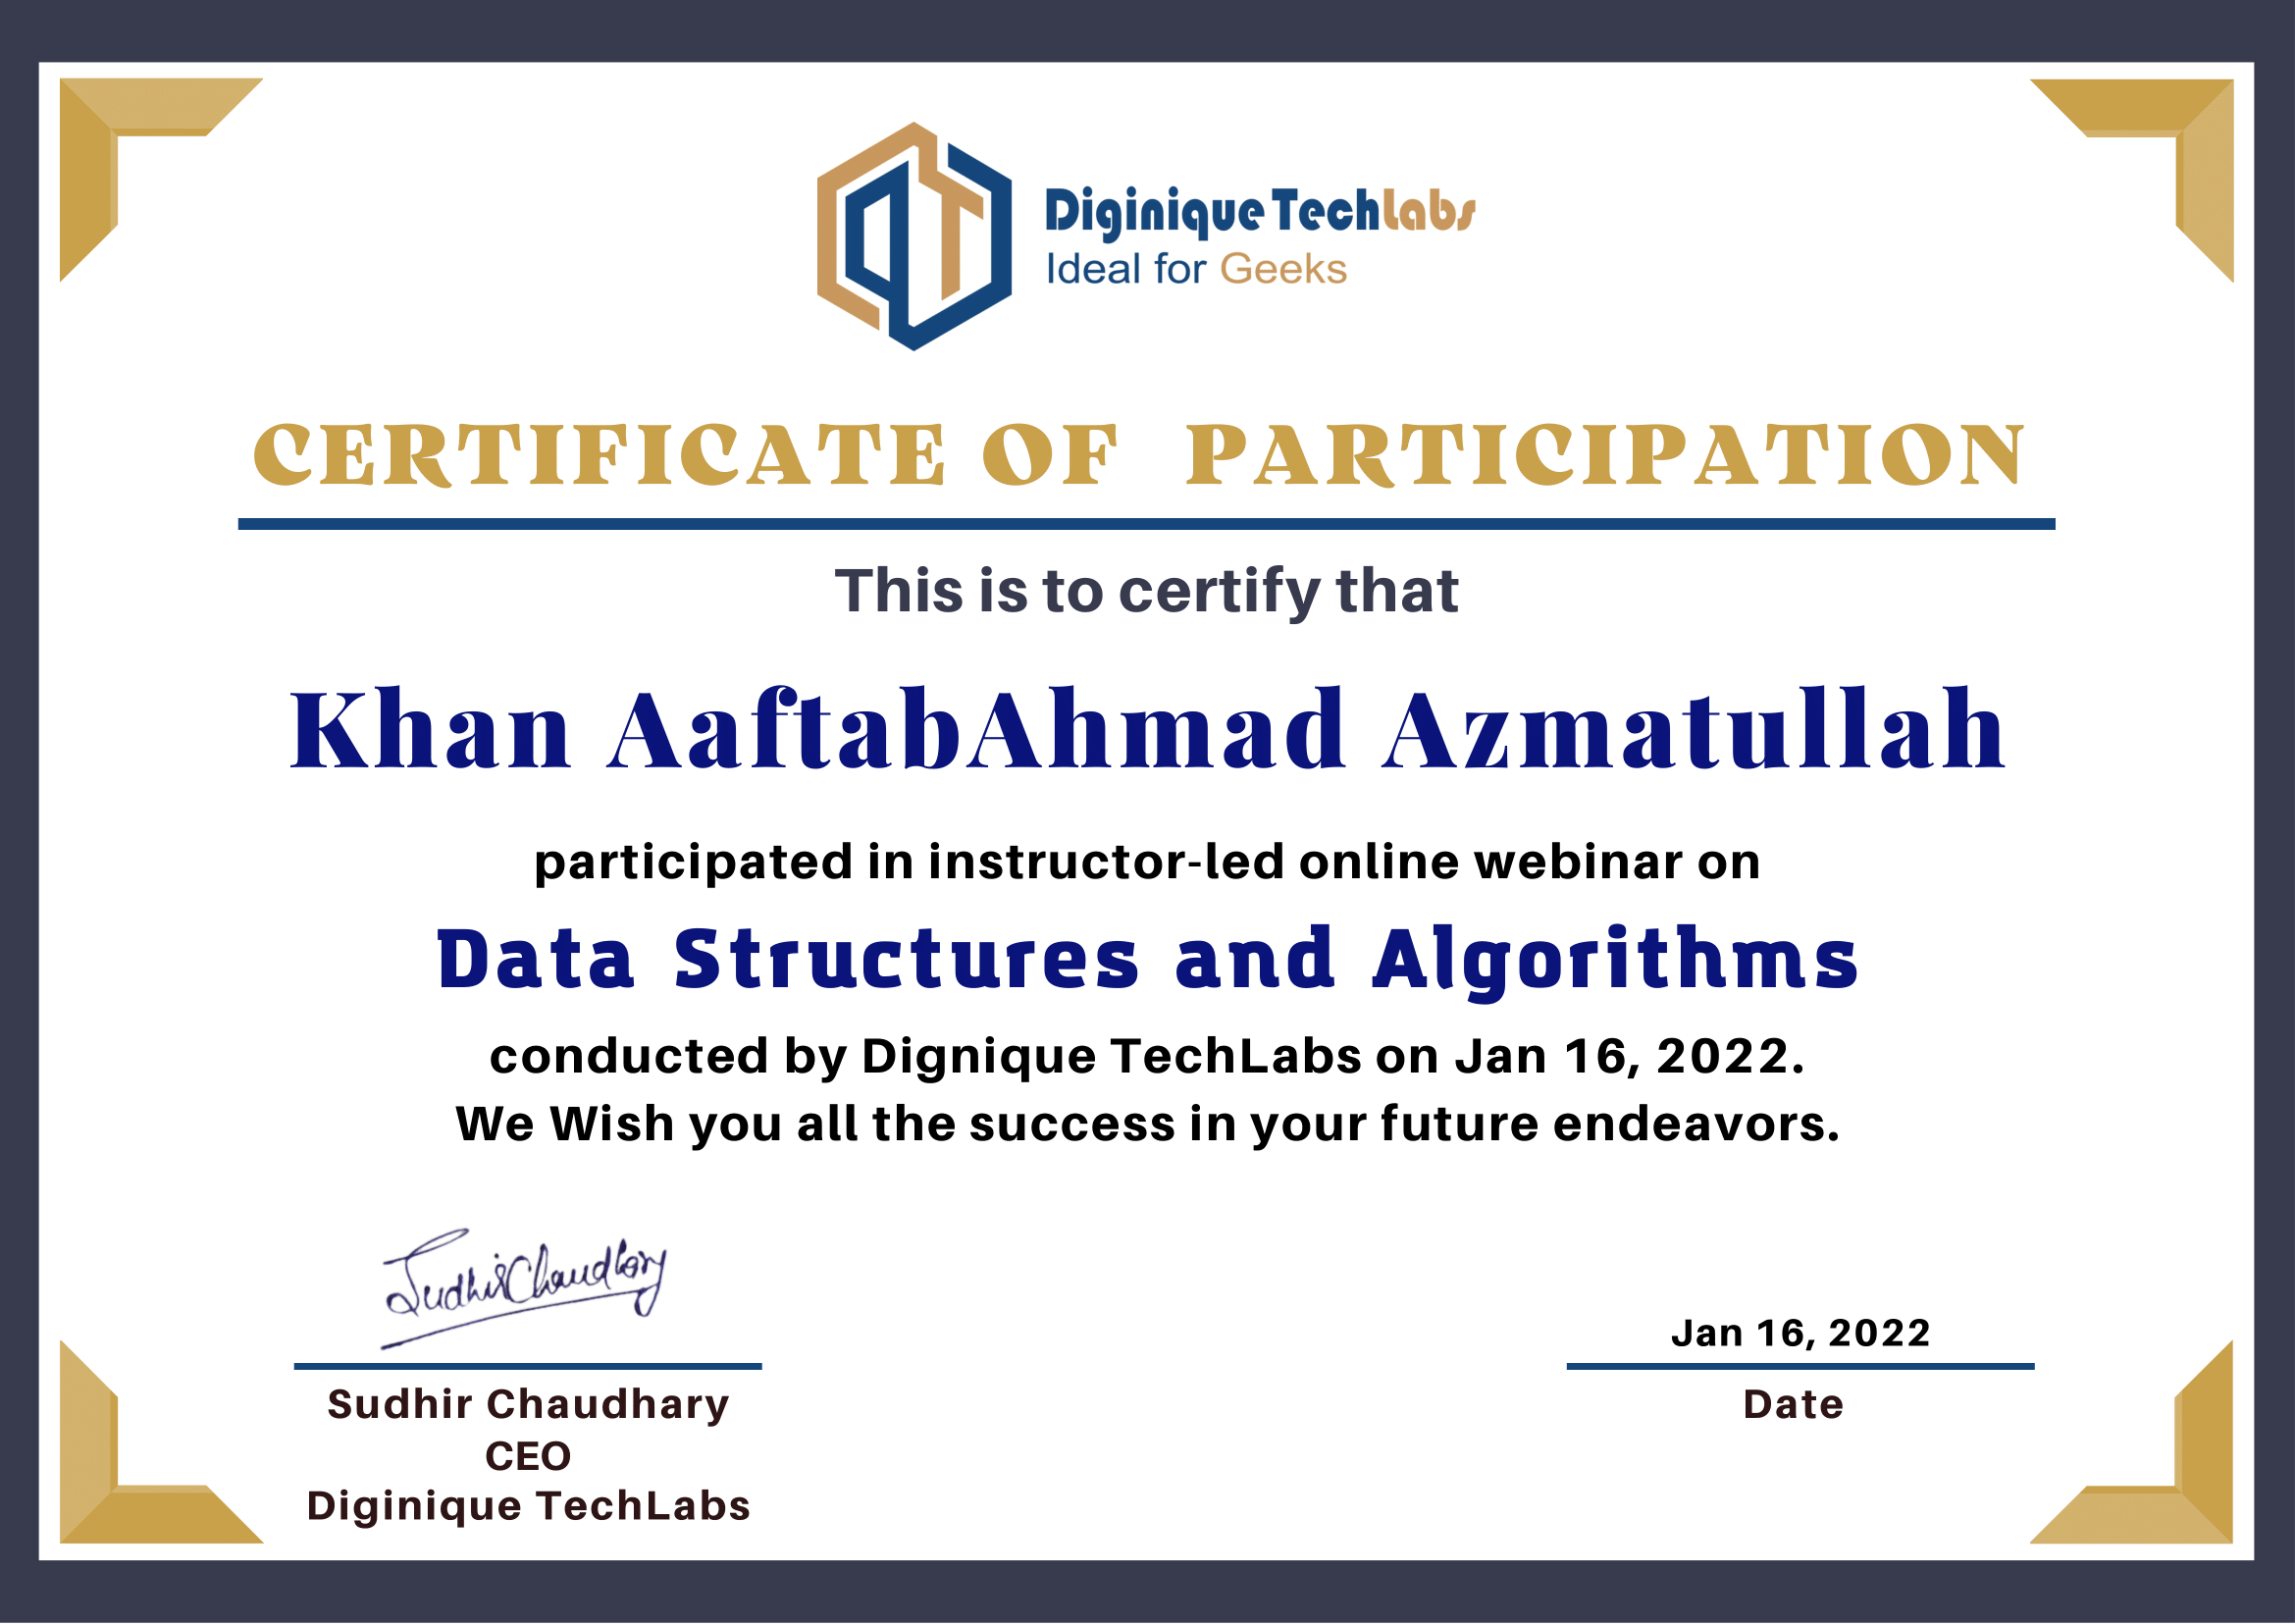 Diginique TechLabs
Ideal for Geeks
CERTIFICATE OF PARTICIPATION
This is to certify that
Khan AaftabAhmad Azmatullah
participated in instructor-led online webinar on
Data Structures and Algorithms
conducted by Dignique TechLabs on Jan 16, 2022.
We Wish you all the success in your future endeavors.
Sudhir Chaudhary
Jan 16, 2022
Sudhir Chaudhary
Date
CEO
Diginique TechLabs